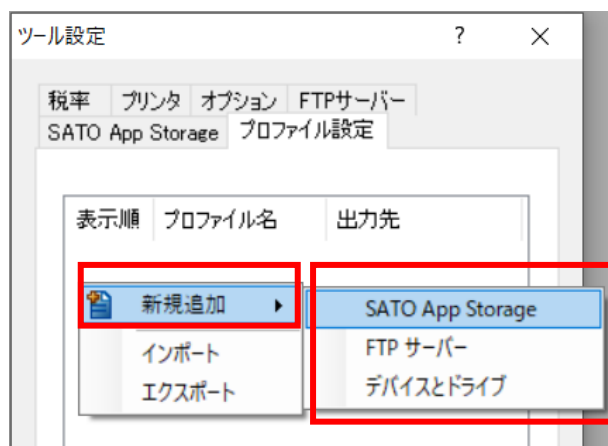 ツール設定 ?
税率 プリンタ オプション FTPサーバー
SATO App Storage プロファイル設定
表示順 プロファイル名 出力先
新規追加 SATO App Storage
インポート FTP サーバー
エクスポート デバイスとドライブ